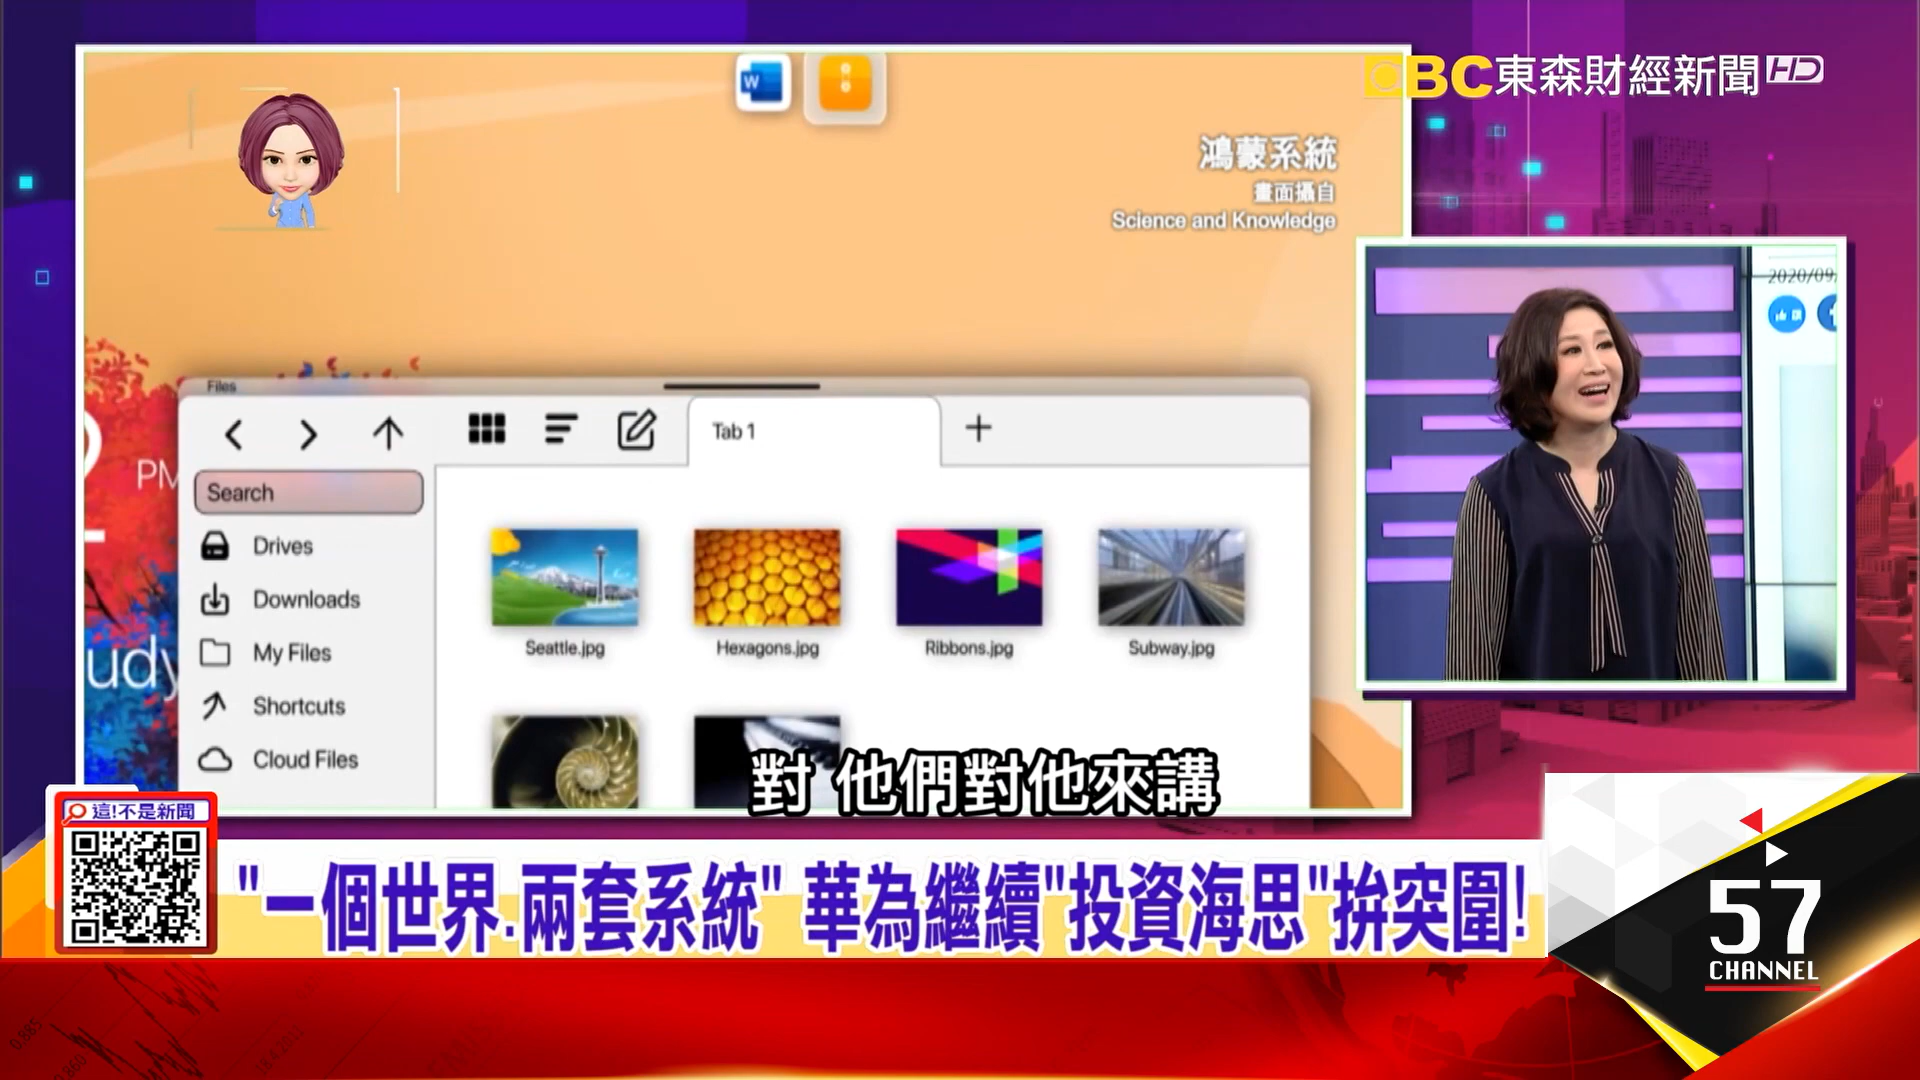 EBC東森財經新聞HD
W
鴻蒙系統
畫面攝自
Science and Knowledge
2020/09
Files
Tab 1
PM
Search
Drives
Downloads
My Files
Shortcuts
Cloud Files
udy
Seattle.jpg
Hexagons.jpg
Ribbons.jpg
Subway.jpg
對 他們對他來講
這!不是新聞
"一個世界.兩套系統" 華為繼續"投資海思"拚突圍!
57
CHANNEL
0.885
0.860